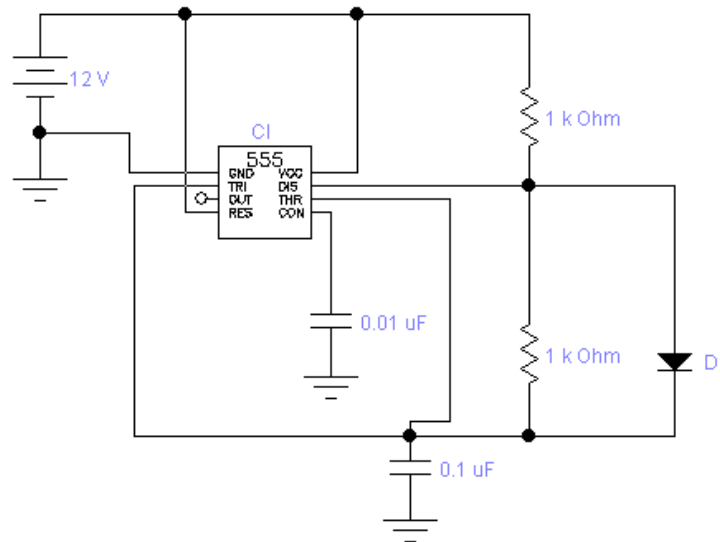 12 V
1 k Ohm
CI
555
GND VCC
TRI DIS
OUT THR
RES CON
0.01 uF
1 k Ohm
D
0.1 uF